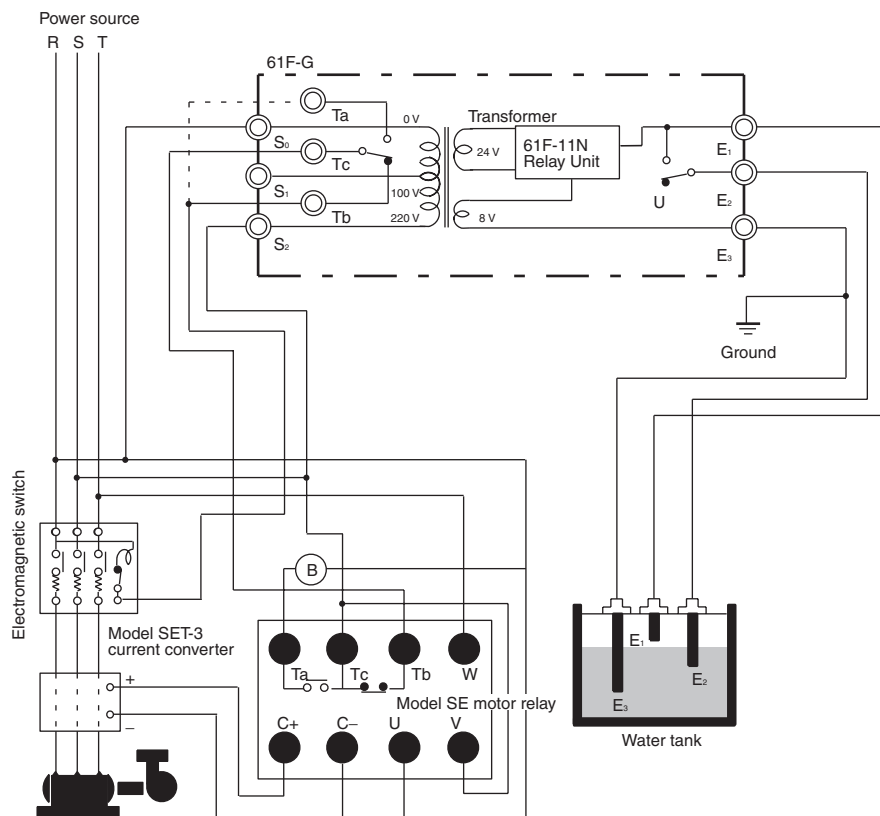 Power source
R S T
61F-G
Ta
Transformer
0 V
S0
Tc
24 V
61F-11N
Relay Unit
E1
S1
100 V
U
E2
Tb
220 V
8 V
S2
E3
Ground
Electromagnetic switch
B
Model SET-3
current converter
Ta Tc Tb W
+
Model SE motor relay
C+ C− U V
−
E1
E2
E3
Water tank